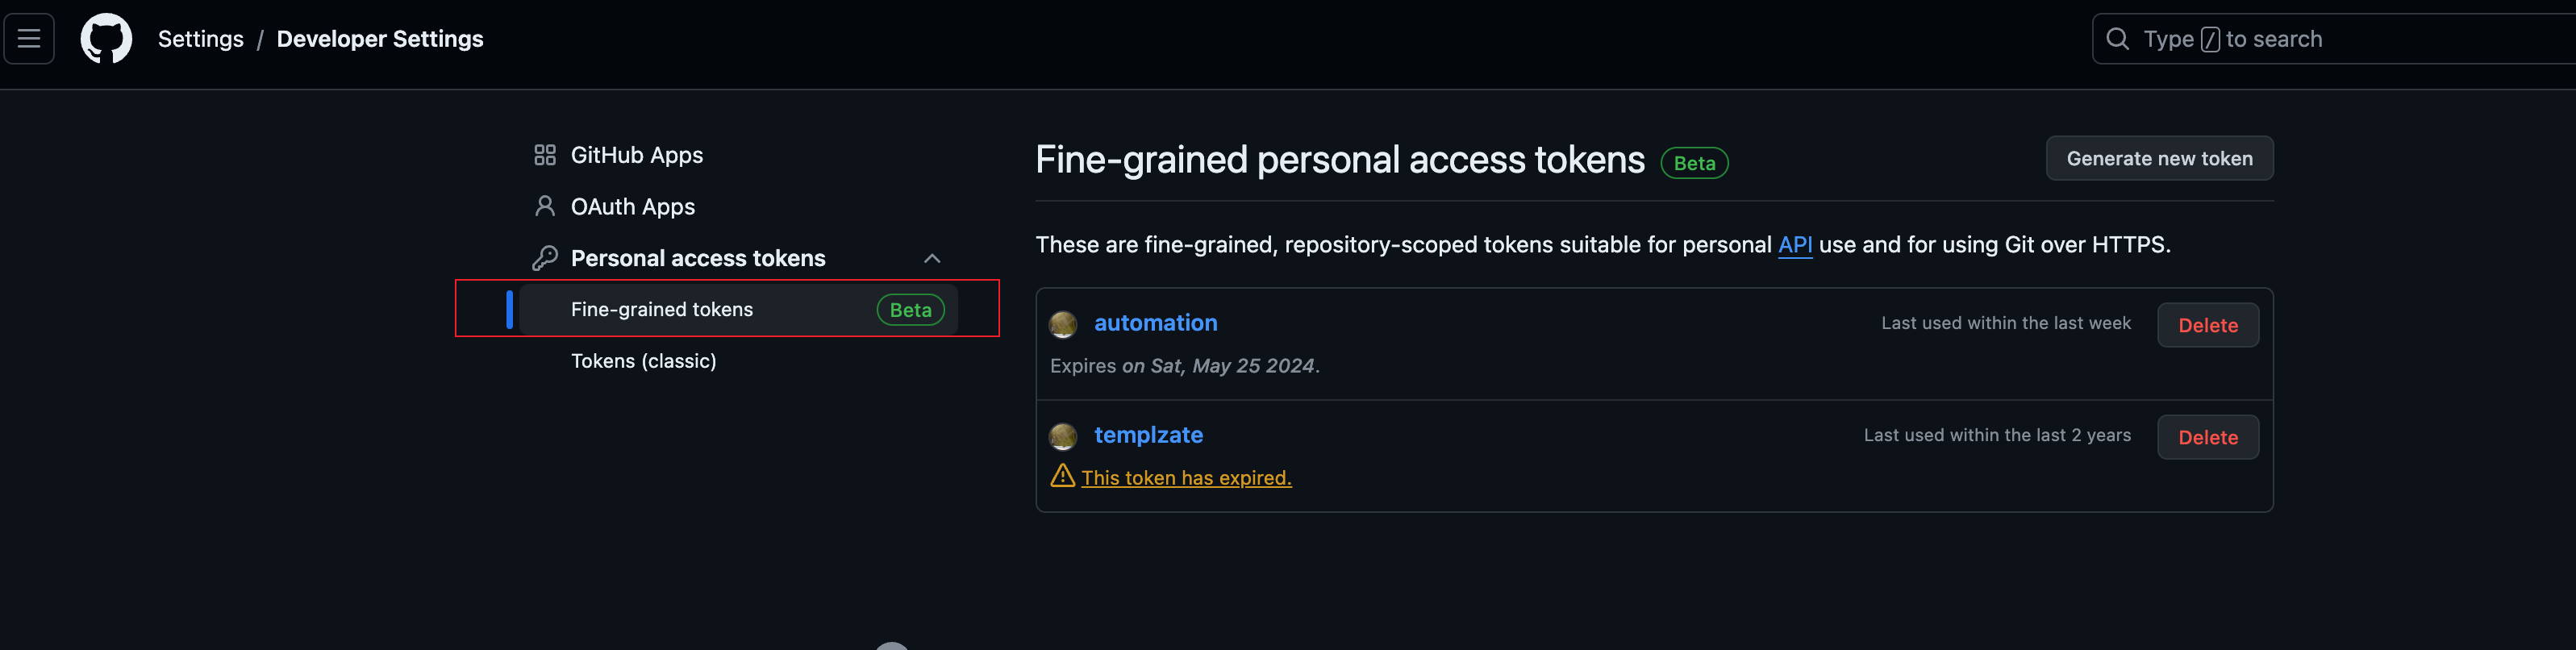 Settings / Developer Settings
Type / to search
GitHub Apps
OAuth Apps
Personal access tokens
Fine-grained tokens Beta
Tokens (classic)
Fine-grained personal access tokens Beta
Generate new token
These are fine-grained, repository-scoped tokens suitable for personal API use and for using Git over HTTPS.
automation
Last used within the last week
Delete
Expires on Sat, May 25 2024.
templzate
Last used within the last 2 years
Delete
This token has expired.